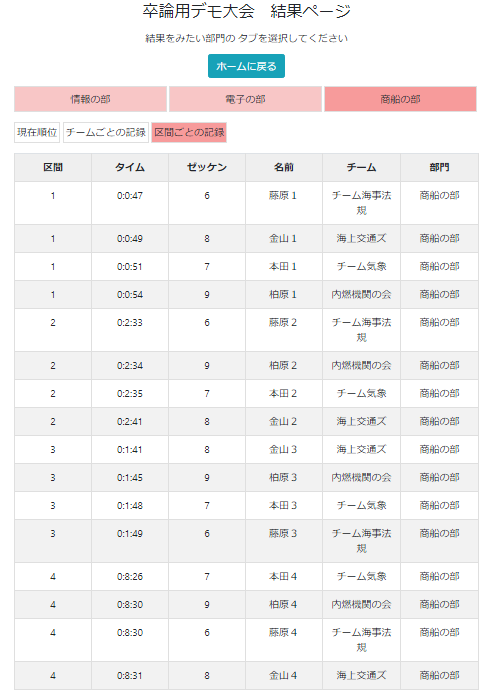 卒論用デモ大会　結果ページ
結果をみたい部門の タブを選択してください
ホームに戻る
情報の部 電子の部 商船の部
現在順位 チームごとの記録 区間ごとの記録
区間 タイム ゼッケン 名前 チーム 部門
1 0:0:47 6 藤原１ チーム海事法 商船の部
規
1 0:0:49 8 金山１ 海上交通ズ 商船の部
1 0:0:51 7 本田１ チーム気象 商船の部
1 0:0:54 9 柏原１ 内燃機関の会 商船の部
2 0:2:33 6 藤原２ チーム海事法 商船の部
規
2 0:2:34 9 柏原２ 内燃機関の会 商船の部
2 0:2:35 7 本田２ チーム気象 商船の部
2 0:2:41 8 金山２ 海上交通ズ 商船の部
3 0:1:41 8 金山３ 海上交通ズ 商船の部
3 0:1:45 9 柏原３ 内燃機関の会 商船の部
3 0:1:48 7 本田３ チーム気象 商船の部
3 0:1:49 6 藤原３ チーム海事法 商船の部
規
4 0:8:26 7 本田４ チーム気象 商船の部
4 0:8:30 9 柏原４ 内燃機関の会 商船の部
4 0:8:30 6 藤原４ チーム海事法 商船の部
規
4 0:8:31 8 金山４ 海上交通ズ 商船の部